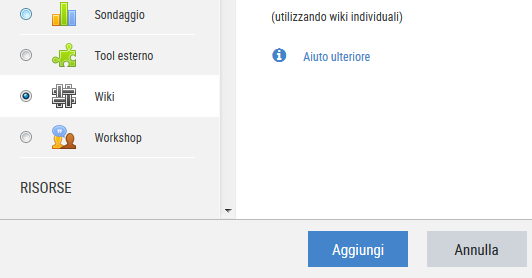 Sondaggio
Tool esterno
Wiki
Workshop
RISORSE
(utilizzando wiki individuali)
Aiuto ulteriore
Aggiungi
Annulla